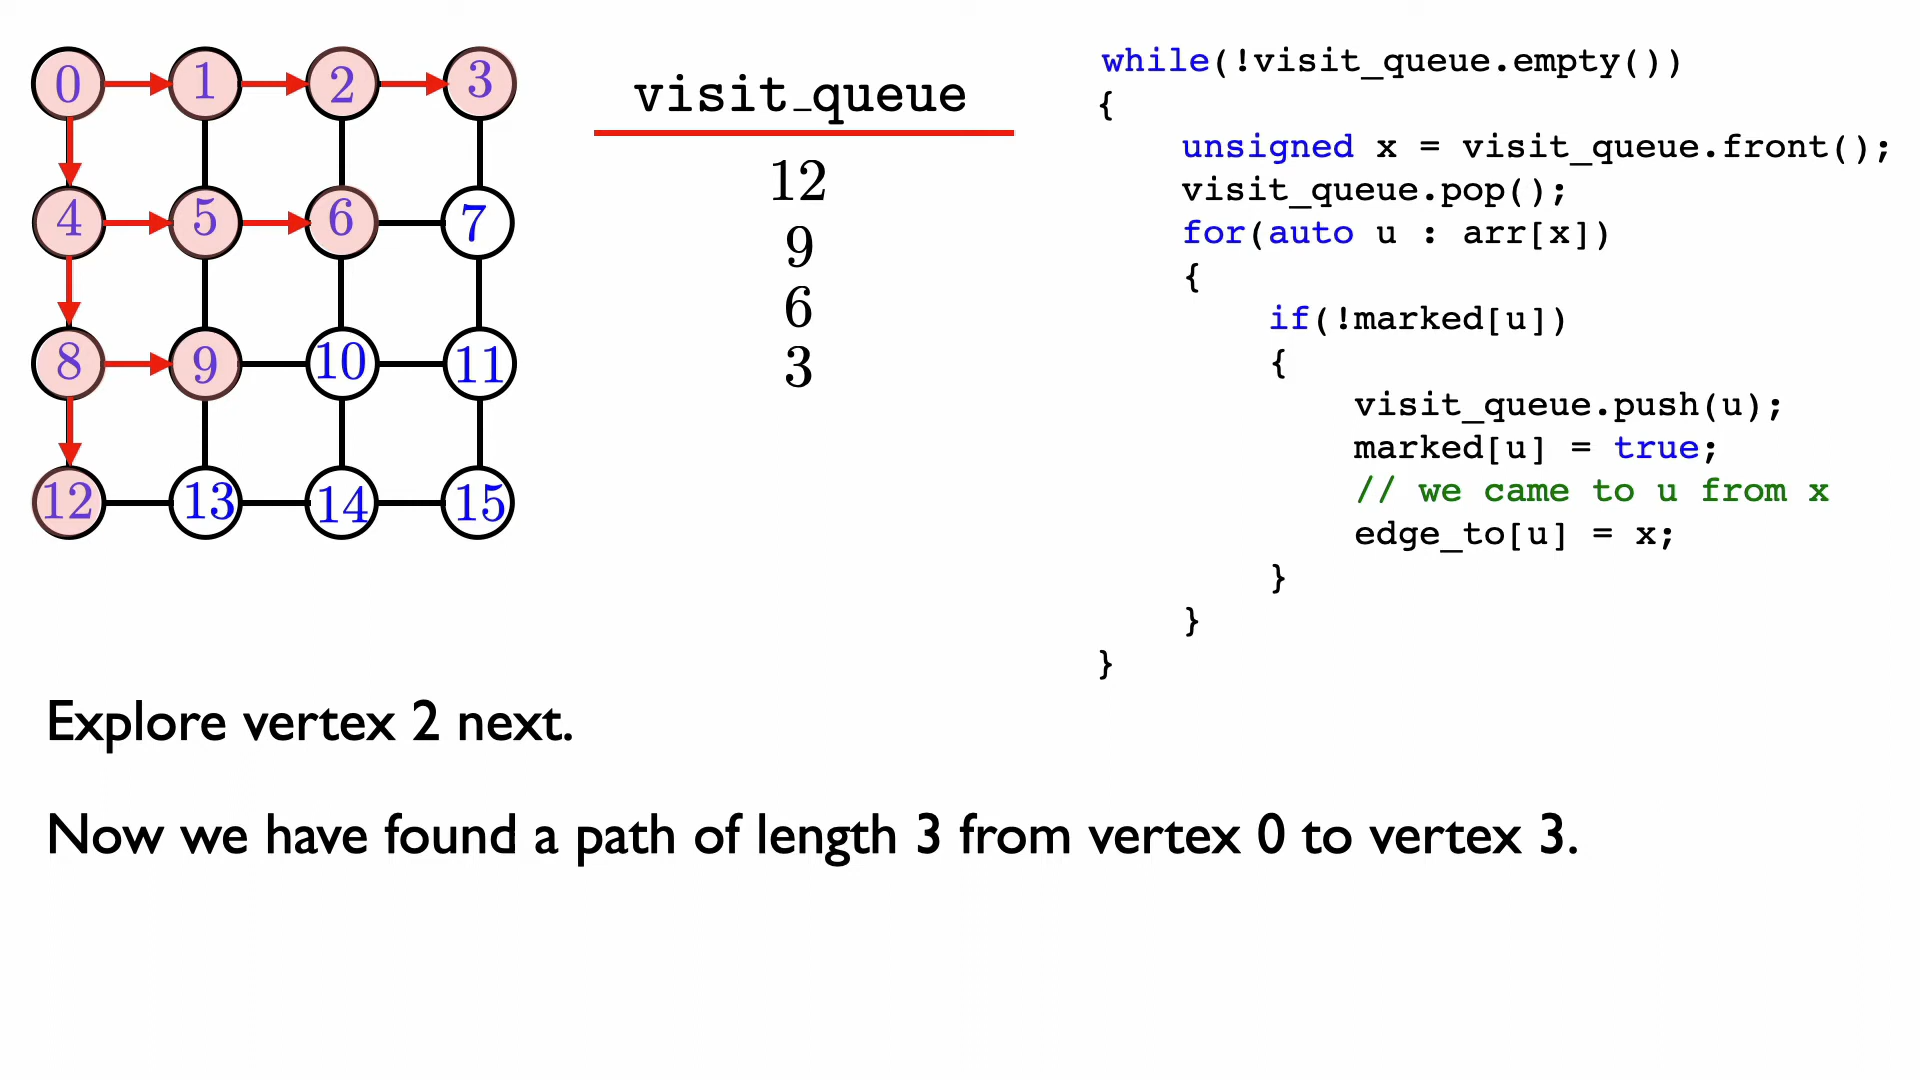 0 1 2 3
4 5 6 7
8 9 10 11
12 13 14 15
visit_queue
12
9
6
3
while(!visit_queue.empty())
{
unsigned x = visit_queue.front();
visit_queue.pop();
for(auto u : arr[x])
{
if(!marked[u])
{
visit_queue.push(u);
marked[u] = true;
// we came to u from x
edge_to[u] = x;
}
}
}
Explore vertex 2 next.
Now we have found a path of length 3 from vertex 0 to vertex 3.